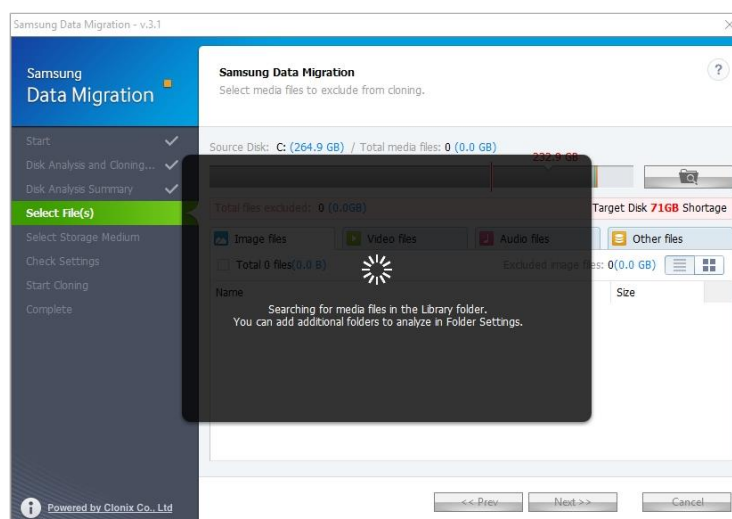 Samsung Data Migration - v.3.1
Samsung
Data Migration
Samsung Data Migration
Select media files to exclude from cloning.
?
Start
Disk Analysis and Cloning...
Disk Analysis Summary
Select File(s)
Select Storage Medium
Check Settings
Start Cloning
Complete
Source Disk: C: (264.9 GB) / Total media files: 0 (0.0 GB)
232.9 GB
Total files excluded: 0 (0.0GB)
Target Disk 71GB Shortage
Image files
Video files
Audio files
Other files
Total 0 files(0.0 B)
Excluded image files: 0(0.0 GB)
Name
Size
Searching for media files in the Library folder.
You can add additional folders to analyze in Folder Settings.
Powered by Clonix Co., Ltd
<< Prev
Next >>
Cancel